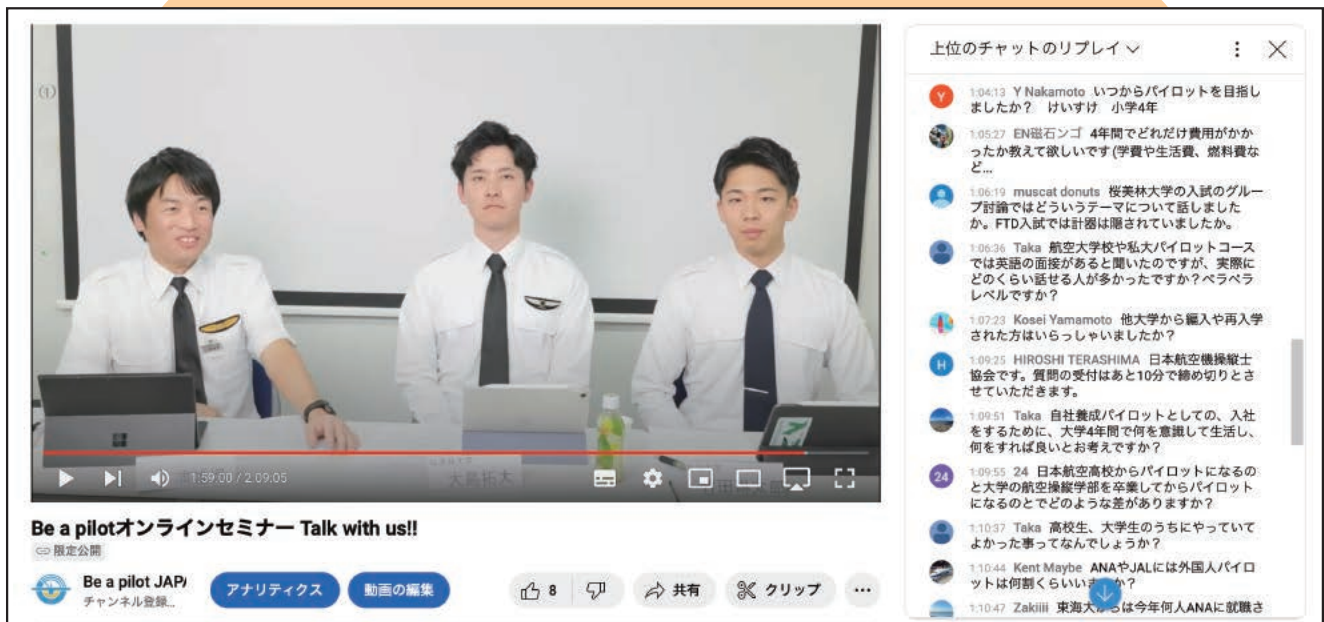 (1)
1:59:00 / 2:09:05
大島拓大
Be a pilotオンラインセミナー Talk with us!!
限定公開
Be a pilot JAP
チャンネル登録...
アナリティクス
動画の編集
8
共有
クリップ
上位のチャットのリプレイ
Y
1:04:13 Y Nakamoto いつからパイロットを目指し
ましたか? けいすけ 小学4年
1:05:27 EN磁石ンゴ 4年間でどれだけ費用がかか
ったか教えて欲しいです(学費や生活費、燃料費な
ど...
1:06:19 muscat donuts 桜美林大学の入試のグルー
プ討論ではどういうテーマについて話しました
か。FTD入試では計器は隠されていましたか。
1:06:36 Taka 航空大学校や私大パイロットコース
では英語の面接があると聞いたのですが、実際に
どのくらい話せる人が多かったですか?ペラペラ
レベルですか?
1:07:23 Kosei Yamamoto 他大学から編入や再入学
された方はいらっしゃいましたか?
H
1:09:25 HIROSHI TERASHIMA 日本航空機操縦士
協会です。質問の受付はあと10分で締め切りとさ
せていただきます。
1:09:51 Taka 自社養成パイロットとしての、入社
をするために、大学4年間で何を意識して生活し、
何をすれば良いとお考えですか?
24
1:09:55 24 日本航空高校からパイロットになるの
と大学の航空操縦学部を卒業してからパイロット
になるのとでどのような差がありますか?
1:10:37 Taka 高校生、大学生のうちにやっていて
よかった事ってなんでしょうか?
1:10:44 Kent Maybe ANAやJALには外国人パイロ
ットは何割くらいいま か?
1:10:47 Zakiiii 東海大 は今年何人ANAに就職さ